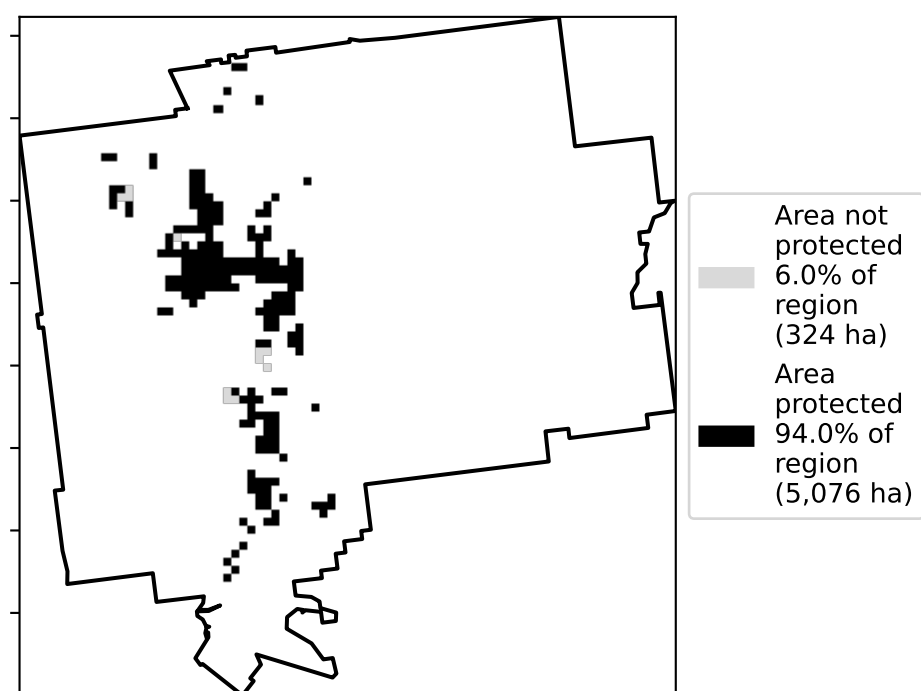 Area not
protected
6.0% of
region
(324 ha)
Area
protected
94.0% of
region
(5,076 ha)